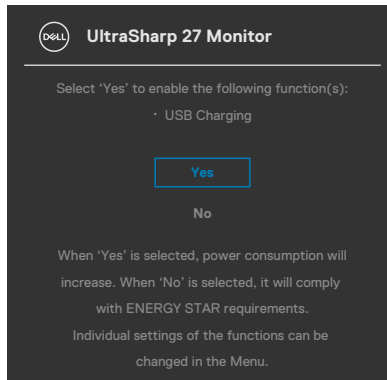 DELL UltraSharp 27 Monitor
Select ‘Yes’ to enable the following function(s):
· USB Charging
Yes
No
When ‘Yes’ is selected, power consumption will
increase. When ‘No’ is selected, it will comply
with ENERGY STAR requirements.
Individual settings of the functions can be
changed in the Menu.